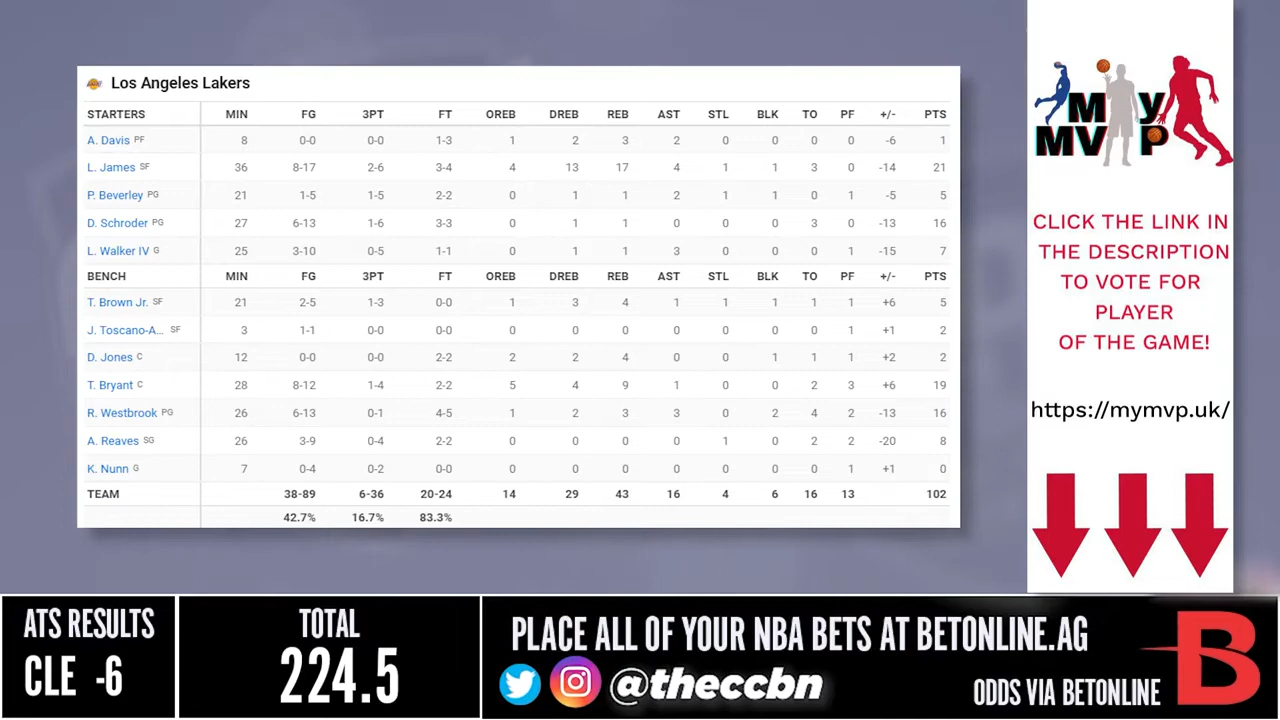 Los Angeles Lakers
STARTERS MIN FG 3PT FT OREB DREB REB AST STL BLK TO PF +/- PTS
A. Davis PF 8 0-0 0-0 1-3 1 2 3 2 0 0 0 0 -6 1
L. James SF 36 8-17 2-6 3-4 4 13 17 4 1 1 3 0 -14 21
P. Beverley PG 21 1-5 1-5 2-2 0 1 1 2 1 1 0 1 -5 5
D. Schroder PG 27 6-13 1-6 3-3 0 1 1 0 0 0 3 0 -13 16
L. Walker IV G 25 3-10 0-5 1-1 0 1 1 3 0 0 0 1 -15 7
BENCH MIN FG 3PT FT OREB DREB REB AST STL BLK TO PF +/- PTS
T. Brown Jr. SF 21 2-5 1-3 0-0 1 3 4 1 1 1 1 1 +6 5
J. Toscano-A... SF 3 1-1 0-0 0-0 0 0 0 0 0 0 0 1 +1 2
D. Jones C 12 0-0 0-0 2-2 2 2 4 0 0 1 1 1 +2 2
T. Bryant C 28 8-12 1-4 2-2 5 4 9 1 0 0 2 3 +6 19
R. Westbrook PG 26 6-13 0-1 4-5 1 2 3 3 0 2 4 2 -13 16
A. Reaves SG 26 3-9 0-4 2-2 0 0 0 0 1 0 2 2 -20 8
K. Nunn G 7 0-4 0-2 0-0 0 0 0 0 0 0 0 1 +1 0
TEAM 38-89 6-36 20-24 14 29 43 16 4 6 16 13 102
42.7% 16.7% 83.3%
My
MVP
CLICK THE LINK IN
THE DESCRIPTION
TO VOTE FOR
PLAYER
OF THE GAME!
https://mymvp.uk/
ATS RESULTS
CLE -6
TOTAL
224.5
PLACE ALL OF YOUR NBA BETS AT BETONLINE.AG
@theccbn
ODDS VIA BETONLINE
B